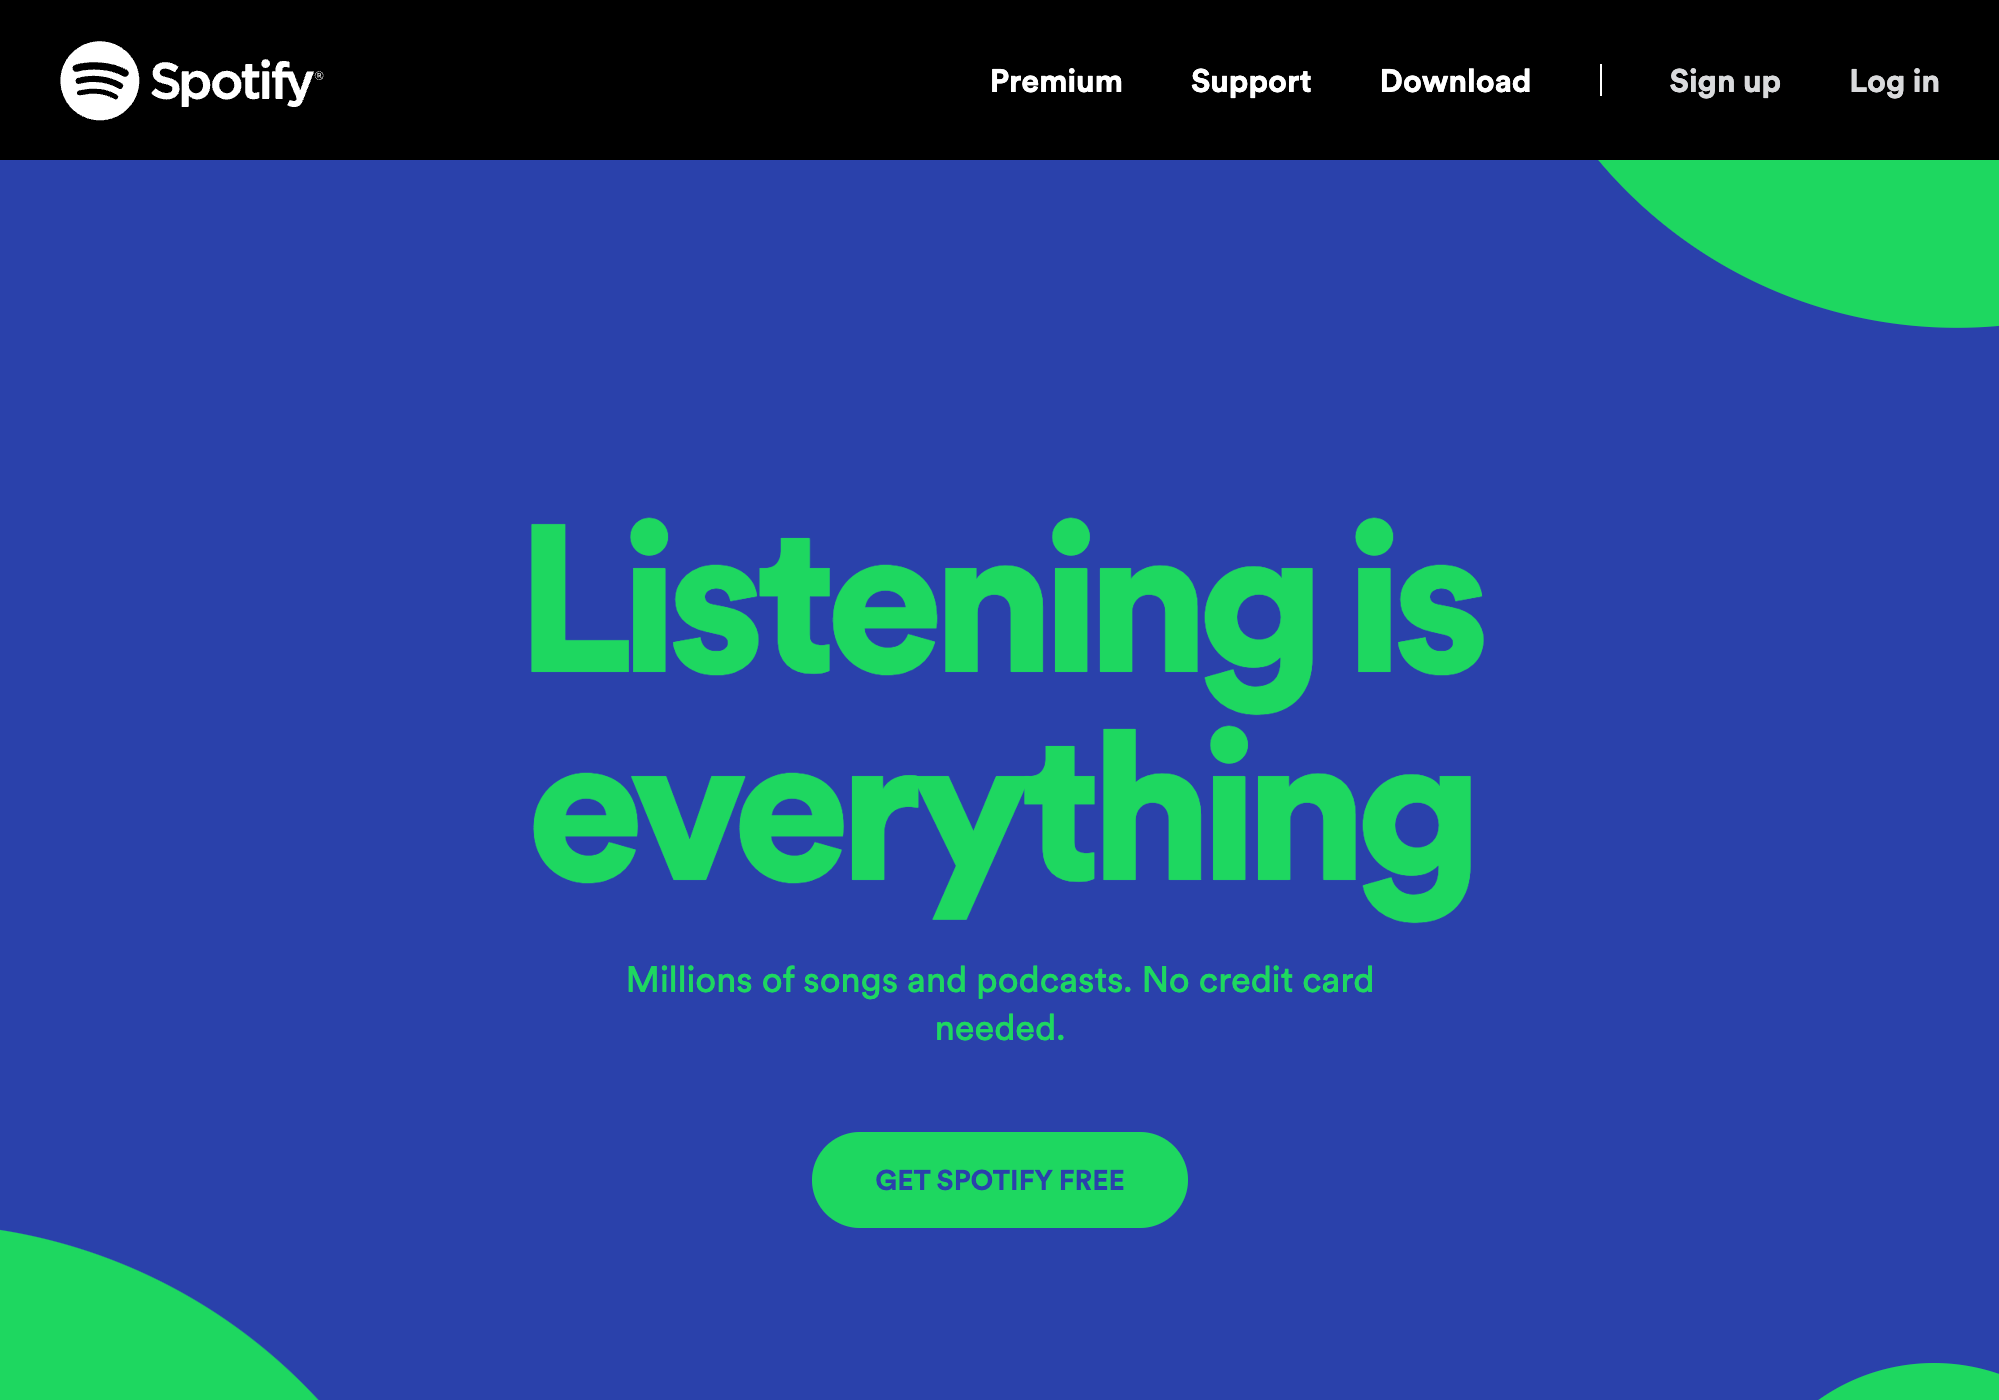 Spotify®
Premium Support Download | Sign up Log in
Listening is
everything
Millions of songs and podcasts. No credit card
needed.
GET SPOTIFY FREE